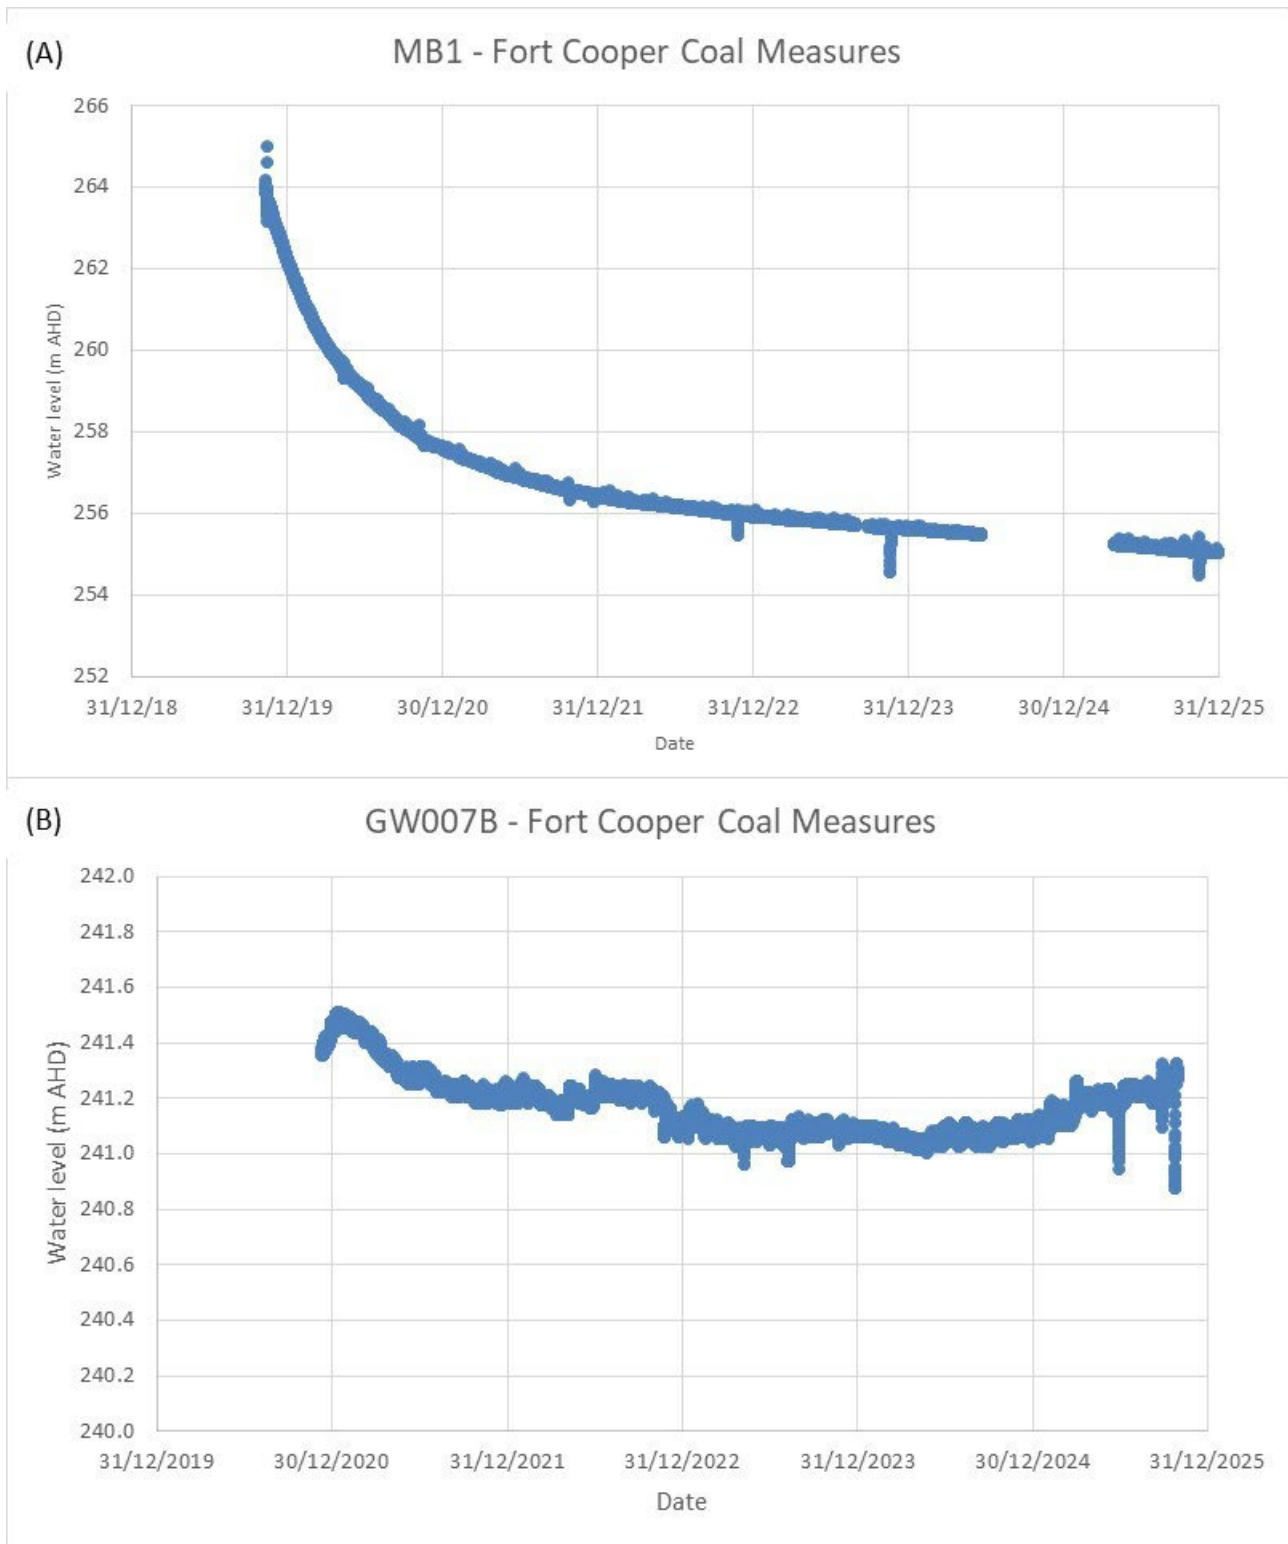 (A)
MB1 - Fort Cooper Coal Measures
266
264
262
260
258
256
254
252
Water level (m AHD)
31/12/18 31/12/19 30/12/20 31/12/21 31/12/22 31/12/23 30/12/24 31/12/25
Date
(B)
GW007B - Fort Cooper Coal Measures
242.0
241.8
241.6
241.4
241.2
241.0
240.8
240.6
240.4
240.2
240.0
Water level (m AHD)
31/12/2019 30/12/2020 31/12/2021 31/12/2022 31/12/2023 30/12/2024 31/12/2025
Date